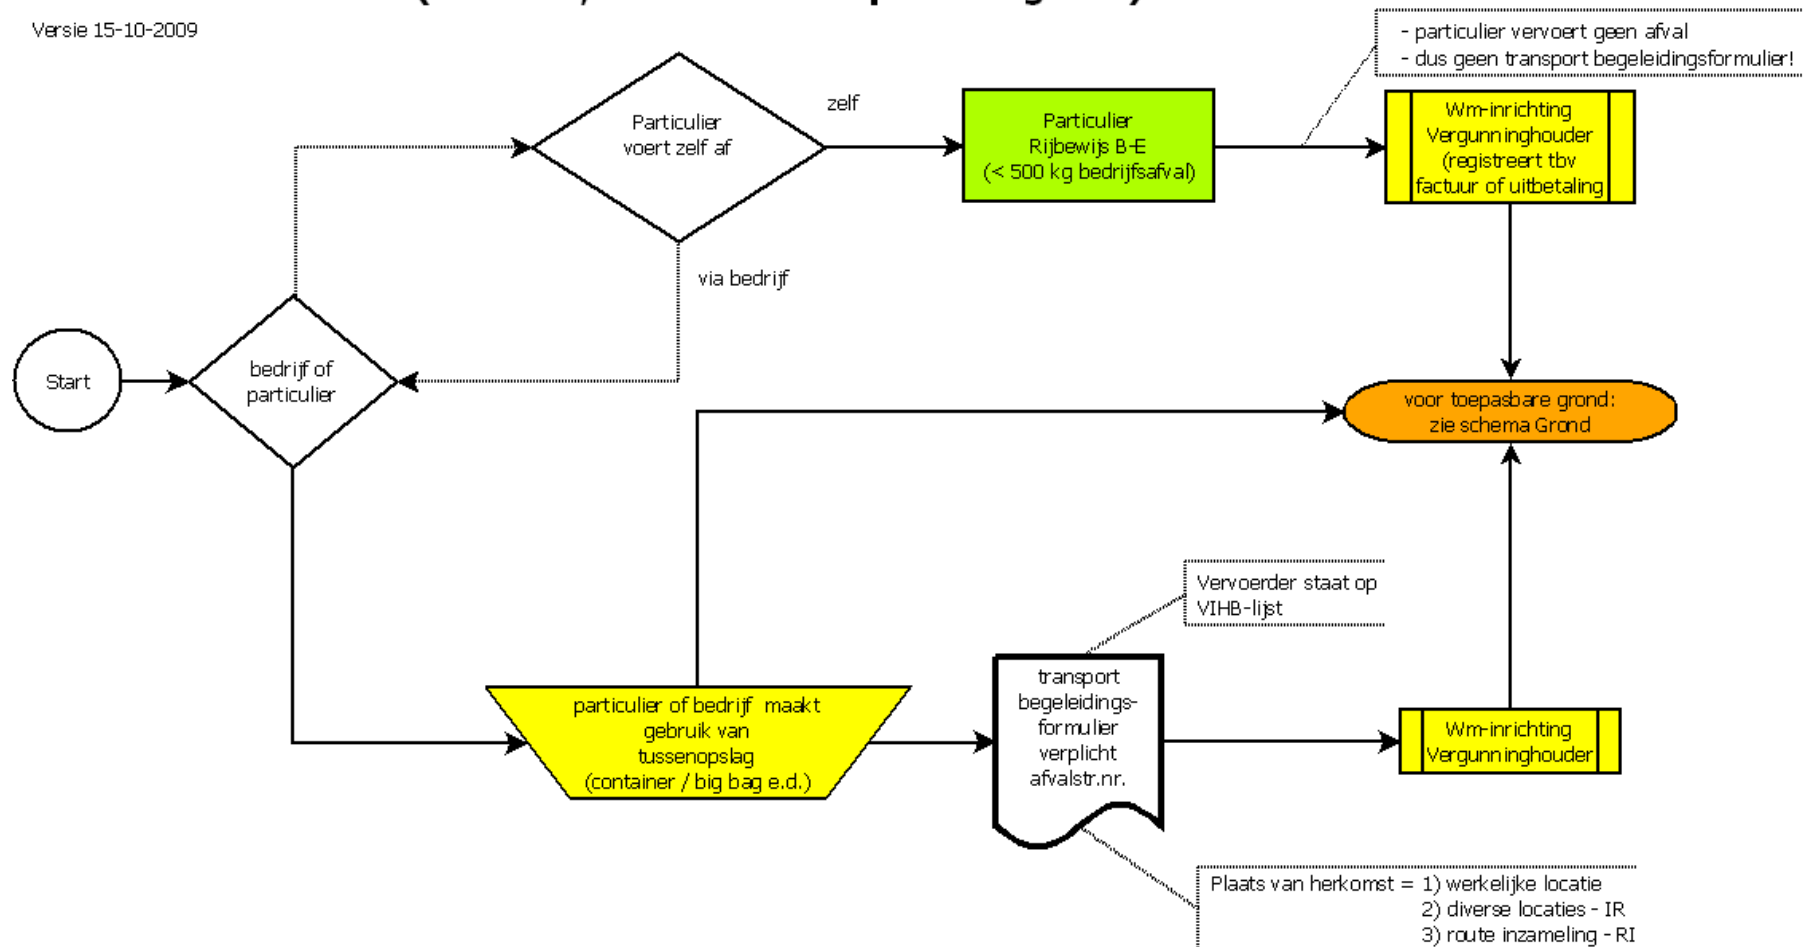 Versie 15-10-2009
- particulier vervoert geen afval
- dus geen transport begeleidingsformulier!
Particulier
voert zelf af
zelf
Particulier
Rijbewijs B-E
(< 500 kg bedrijfsafval)
Wm-inrichting
Vergunninghouder
(registreert tbv
factuur of uitbetaling
via bedrijf
Start
bedrijf of
particulier
voor toepasbare grond:
zie schema Grond
Vervoerder staat op
VIHB-lijst
particulier of bedrijf maakt
gebruik van
tussenopslag
(container / big bag e.d.)
transport
begeleidings-
formulier
verplicht
afvalstr.nr.
Wm-inrichting
Vergunninghouder
Plaats van herkomst = 1) werkelijke locatie
2) diverse locaties - IR
3) route inzameling - RI